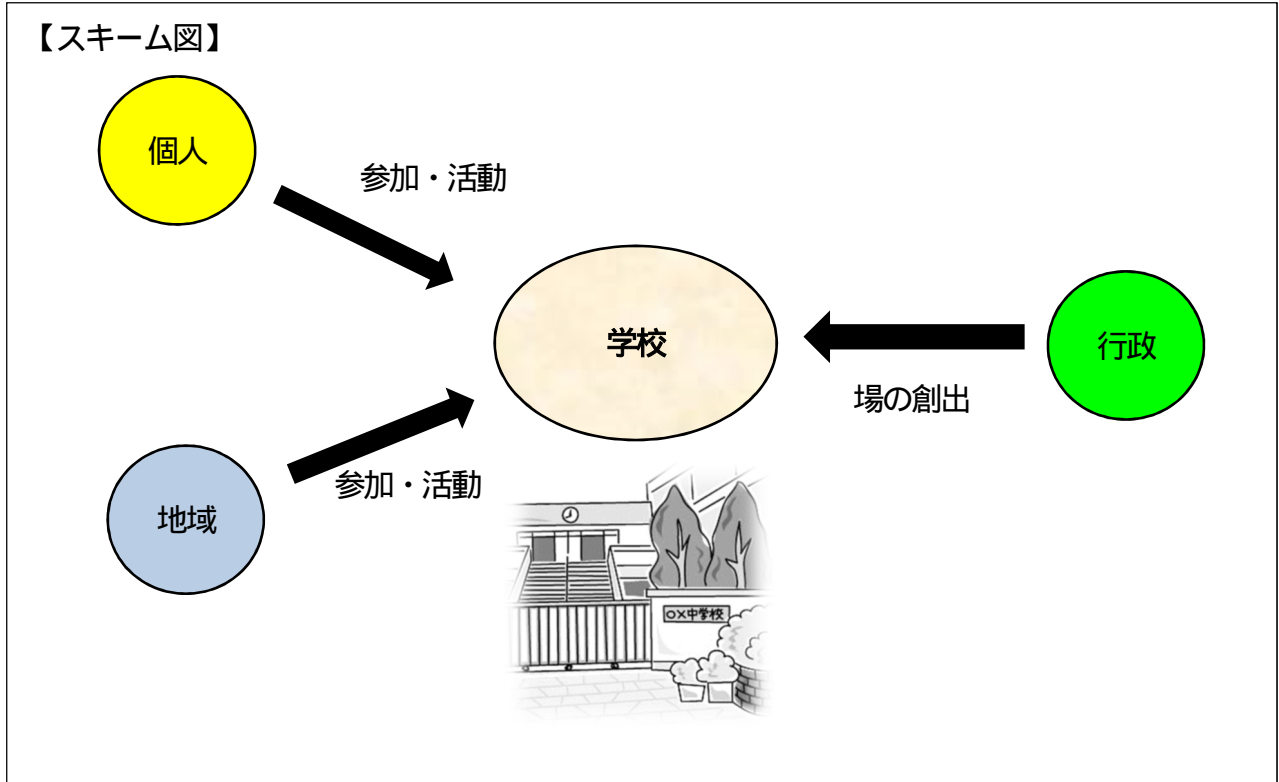 【スキーム図】
個人
参加・活動
学校
行政
場の創出
地域
参加・活動
○×中学校